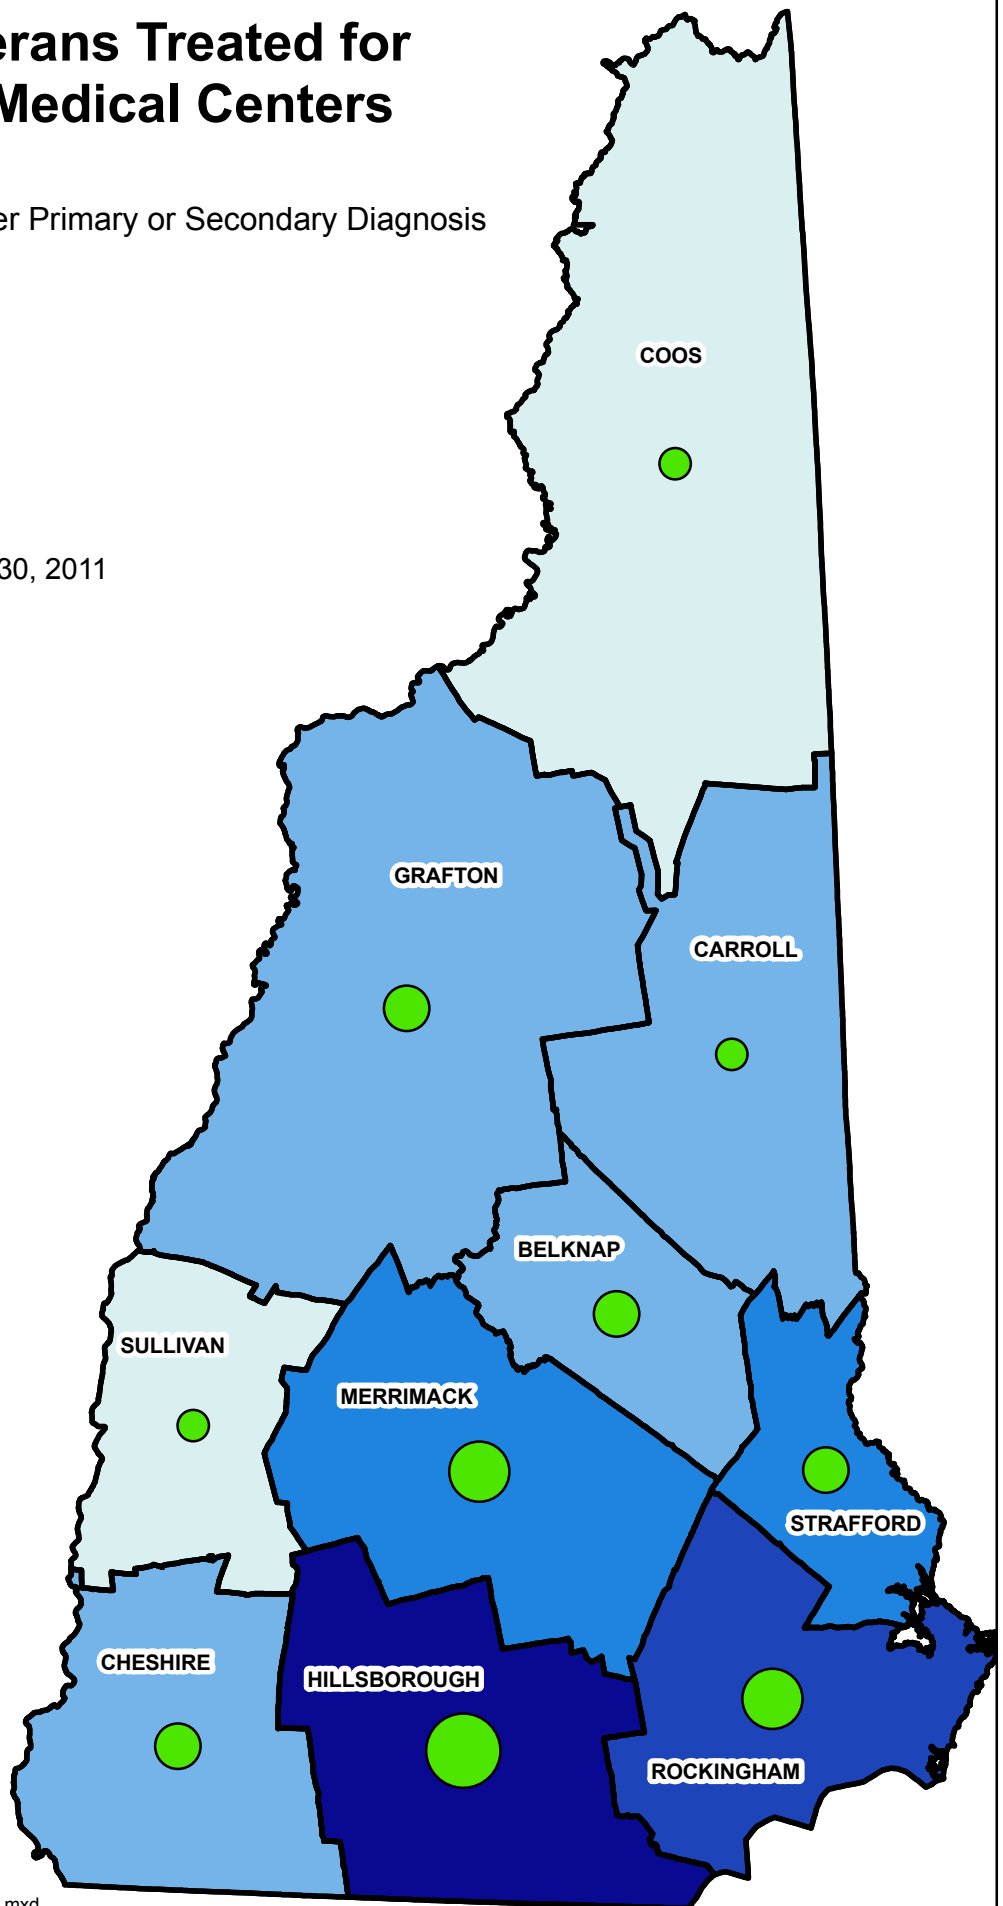 erans Treated for
Medical Centers
er Primary or Secondary Diagnosis
COOS
30, 2011
GRAFTON
CARROLL
BELKNAP
SULLIVAN
MERRIMACK
STRAFFORD
CHESHIRE
HILLSBOROUGH
ROCKINGHAM
mxd